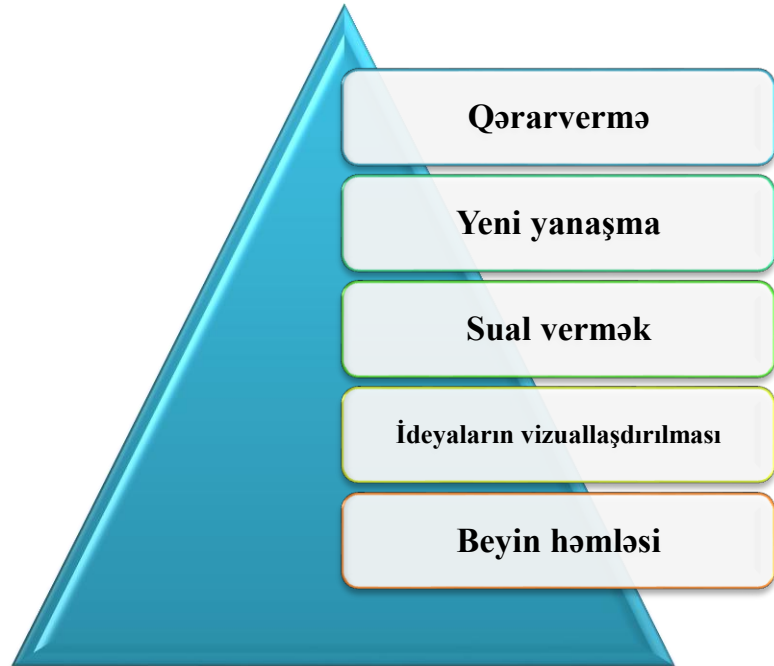 Qərarvermə
Yeni yanaşma
Sual vermək
İdeyaların vizuallaşdırılması
Beyin həmləsi